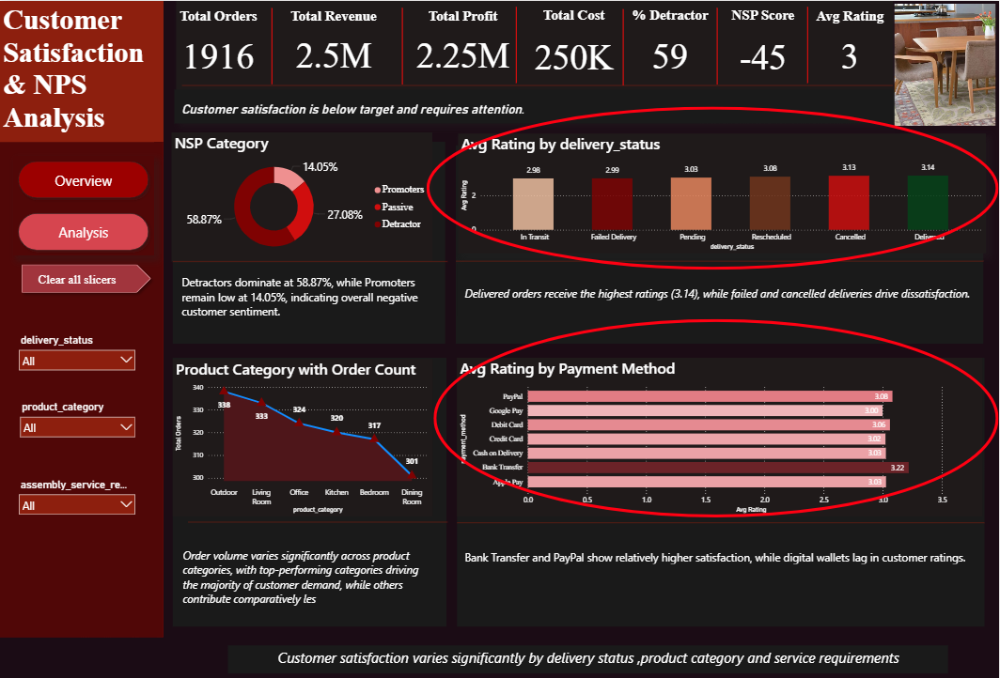 Customer
Satisfaction
& NPS
Analysis
Total Orders
1916
Total Revenue
2.5M
Total Profit
2.25M
Total Cost
250K
% Detractor
59
NSP Score
-45
Avg Rating
3
Customer satisfaction is below target and requires attention.
Overview
Analysis
Clear all slicers
delivery_status
All
product_category
All
assembly_service_re...
All
NSP Category
14.05%
27.08%
58.87%
Promoters
Passive
Detractor
Detractors dominate at 58.87%, while Promoters
remain low at 14.05%, indicating overall negative
customer sentiment.
Avg Rating by delivery_status
Avg Rating
2
0
2.98
2.99
3.03
3.08
3.13
3.14
In Transit
Failed Delivery
Pending
Rescheduled
Cancelled
Delivered
delivery_status
Delivered orders receive the highest ratings (3.14), while failed and cancelled deliveries drive dissatisfaction.
Product Category with Order Count
Total Orders
340
330
320
310
300
338
333
324
320
317
301
Outdoor
Living
Room
Office
Kitchen
Bedroom
Dining
Room
product_category
Order volume varies significantly across product
categories, with top-performing categories driving
the majority of customer demand, while others
contribute comparatively les
Avg Rating by Payment Method
payment_method
PayPal
3.08
Google Pay
3.00
Debit Card
3.06
Credit Card
3.02
Cash on Delivery
3.03
Bank Transfer
3.22
Apple Pay
3.03
0.0
0.5
1.0
1.5
2.0
2.5
3.0
3.5
Avg Rating
Bank Transfer and PayPal show relatively higher satisfaction, while digital wallets lag in customer ratings.
Customer satisfaction varies significantly by delivery status ,product category and service requirements